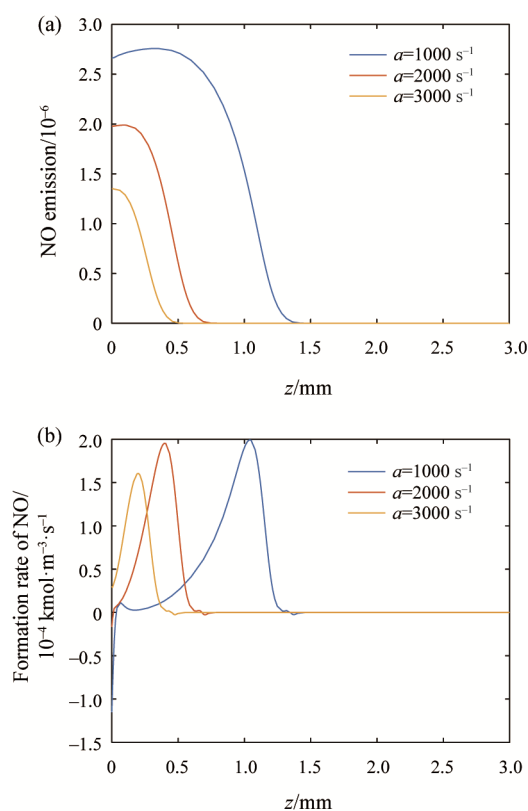 (a)
3.0
2.5
2.0
1.5
1.0
0.5
0
NO emission/10⁻⁶
a=1000 s⁻¹
a=2000 s⁻¹
a=3000 s⁻¹
0 0.5 1.0 1.5 2.0 2.5 3.0
z/mm
(b)
2.0
1.5
1.0
0.5
0
−0.5
−1.0
−1.5
Formation rate of NO/
10⁻⁴ kmol·m⁻³·s⁻¹
a=1000 s⁻¹
a=2000 s⁻¹
a=3000 s⁻¹
0 0.5 1.0 1.5 2.0 2.5 3.0
z/mm